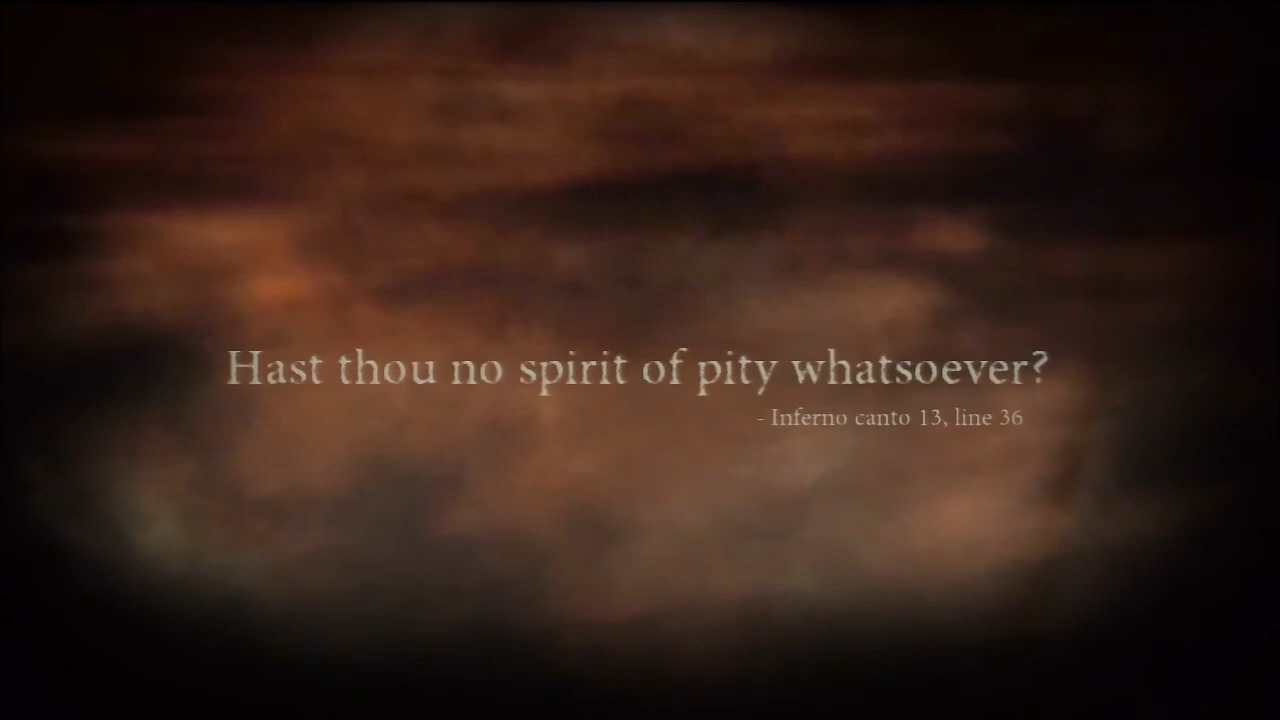 Hast thou no spirit of pity whatsoever?
- Inferno canto 13, line 36